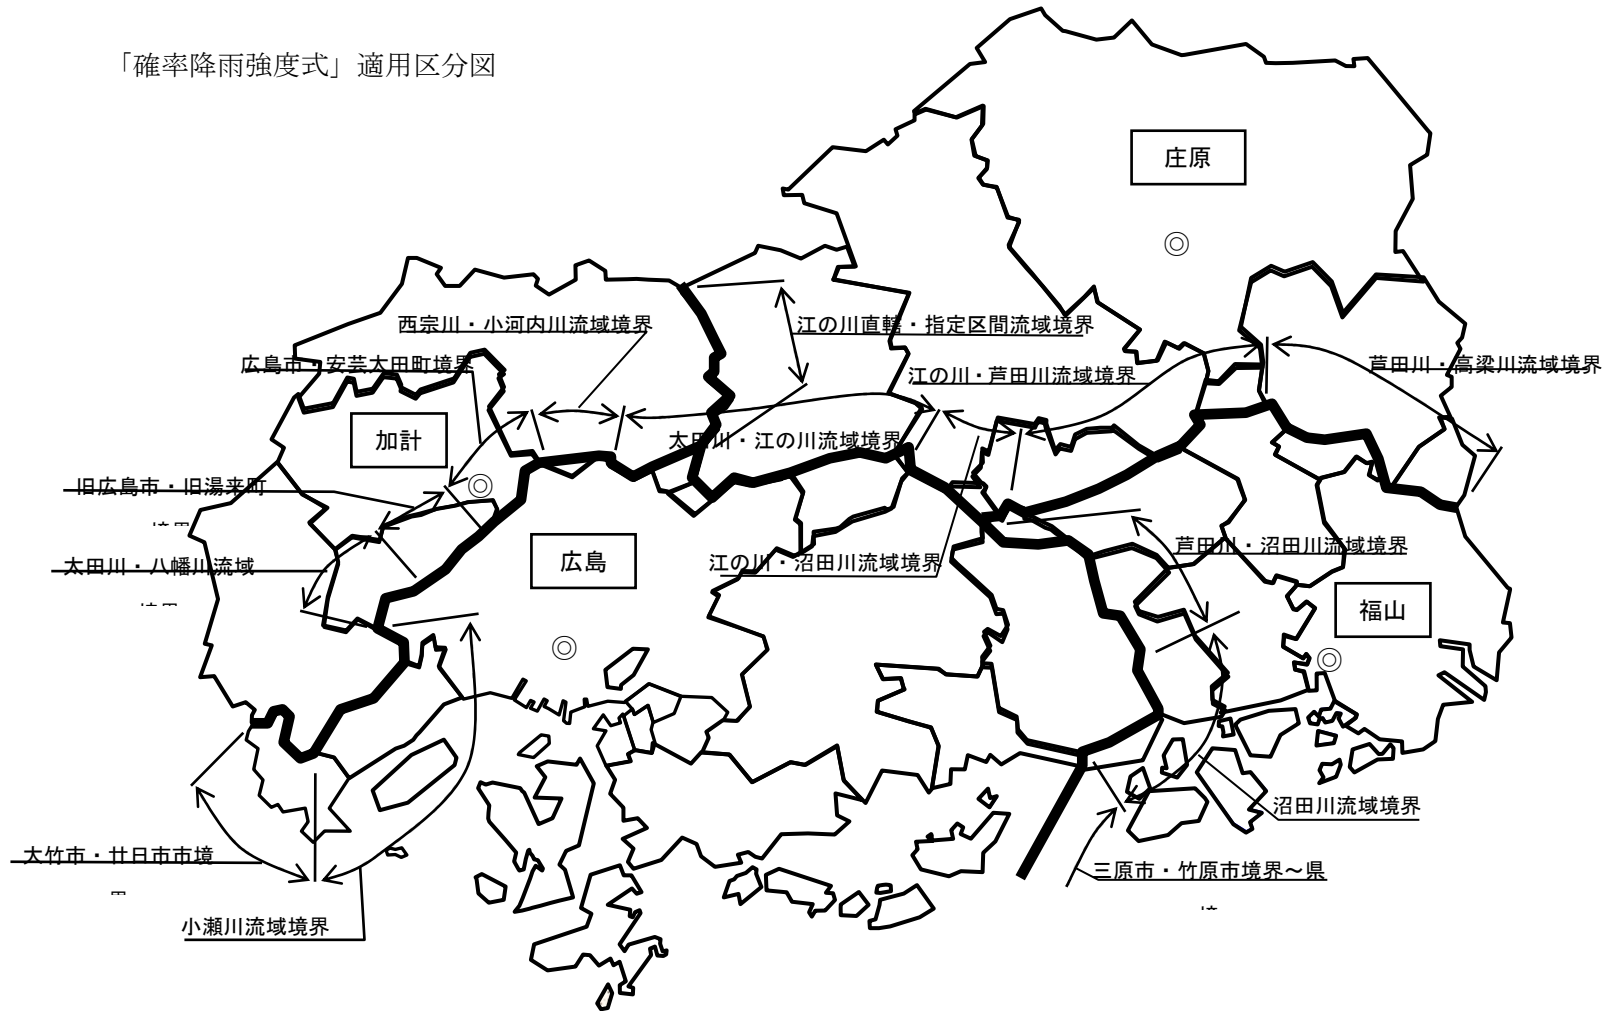 「確率降雨強度式」適用区分図
庄原
西宗川・小河内川流域境界
江の川直轄・指定区間流域境界
広島市・安芸太田町境界
江の川・芦田川流域境界
芦田川・高梁川流域境界
加計
太田川・江の川流域境界
旧広島市・旧湯来町
太田川・八幡川流域
広島
江の川・沼田川流域境界
芦田川・沼田川流域境界
福山
沼田川流域境界
大竹市・廿日市市境
三原市・竹原市境界～県
小瀬川流域境界